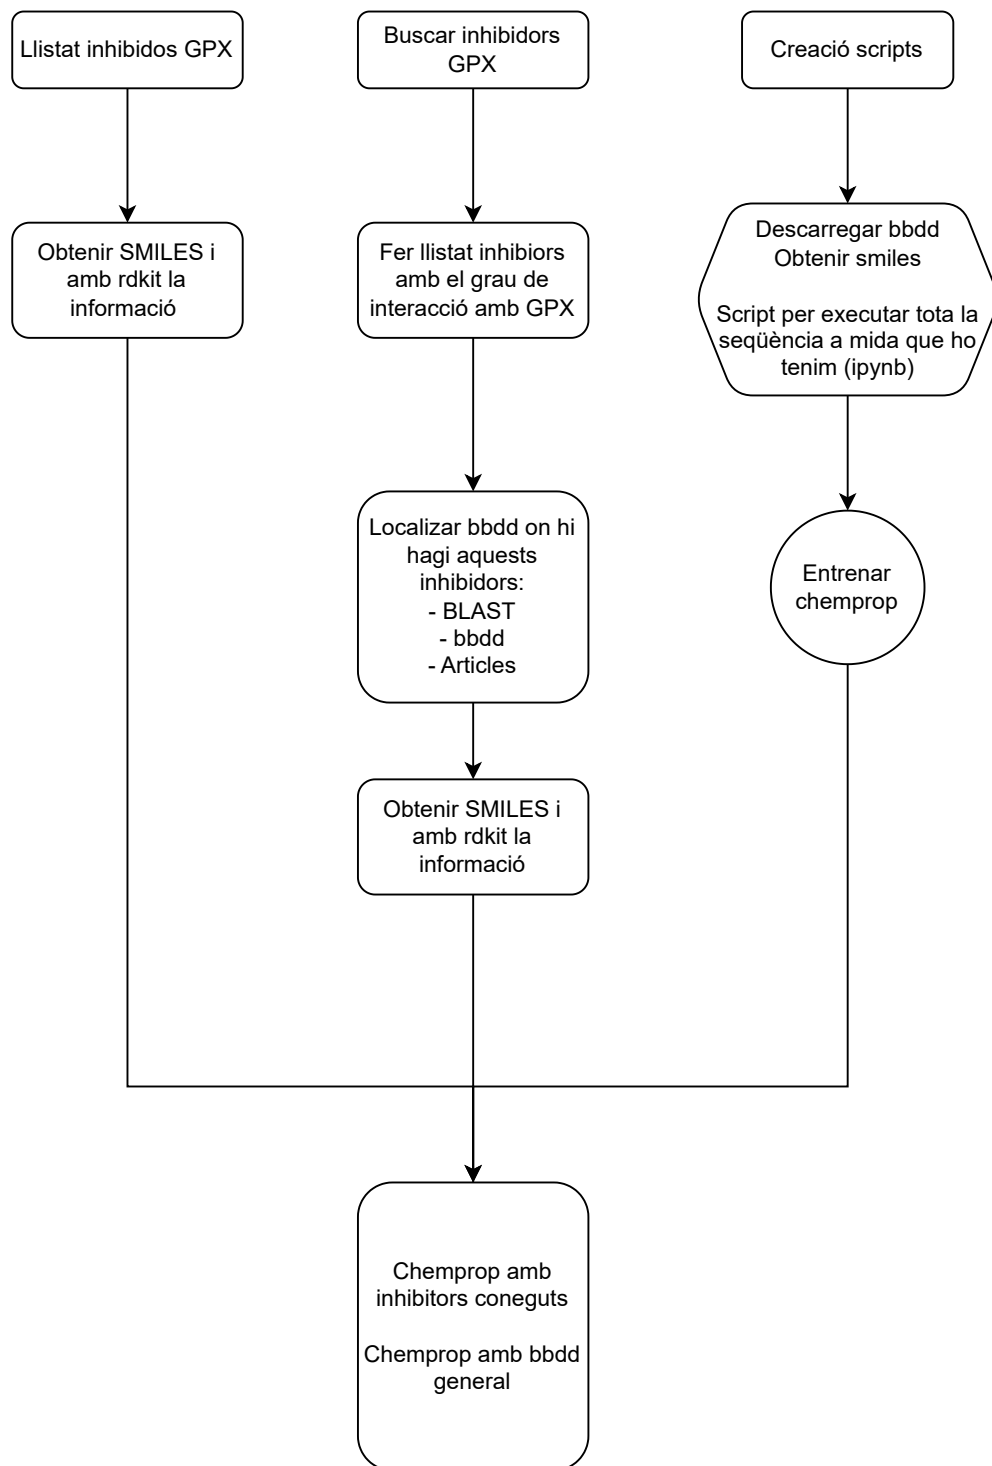 Llistat inhibidos GPX
Buscar inhibidors
GPX
Creació scripts
Obtenir SMILES i
amb rdkit la
informació
Fer llistat inhibiors
amb el grau de
interacció amb GPX
Descarregar bbdd
Obtenir smiles
Script per executar tota la
seqüència a mida que ho
tenim (ipynb)
Localizar bbdd on hi
hagi aquests
inhibidors:
- BLAST
- bbdd
- Articles
Entrenar
chemprop
Obtenir SMILES i
amb rdkit la
informació
Chemprop amb
inhibitors coneguts
Chemprop amb bbdd
general